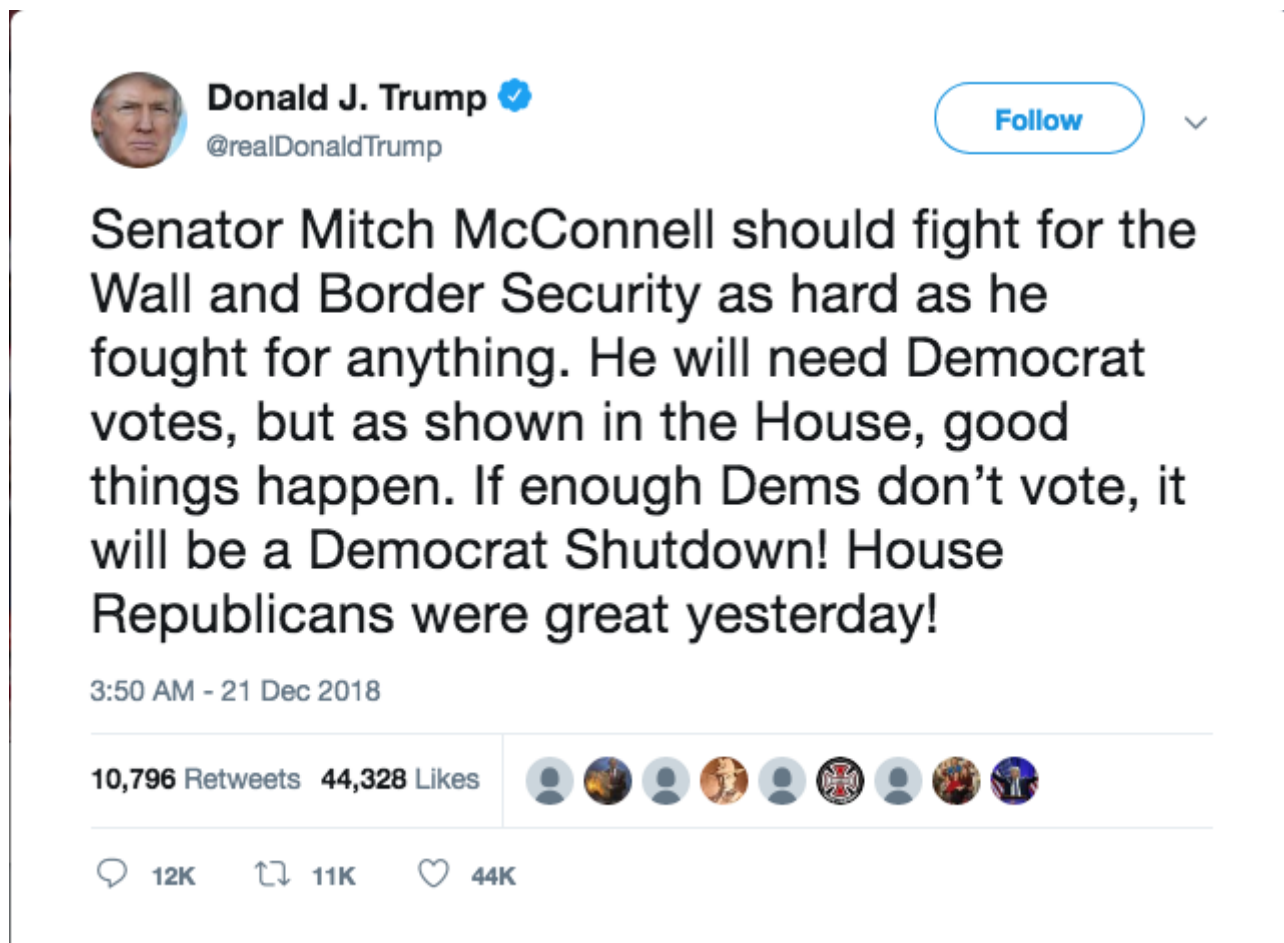 Donald J. Trump
@realDonaldTrump
Follow
Senator Mitch McConnell should fight for the
Wall and Border Security as hard as he
fought for anything. He will need Democrat
votes, but as shown in the House, good
things happen. If enough Dems don’t vote, it
will be a Democrat Shutdown! House
Republicans were great yesterday!
3:50 AM - 21 Dec 2018
10,796 Retweets 44,328 Likes
12K 11K 44K